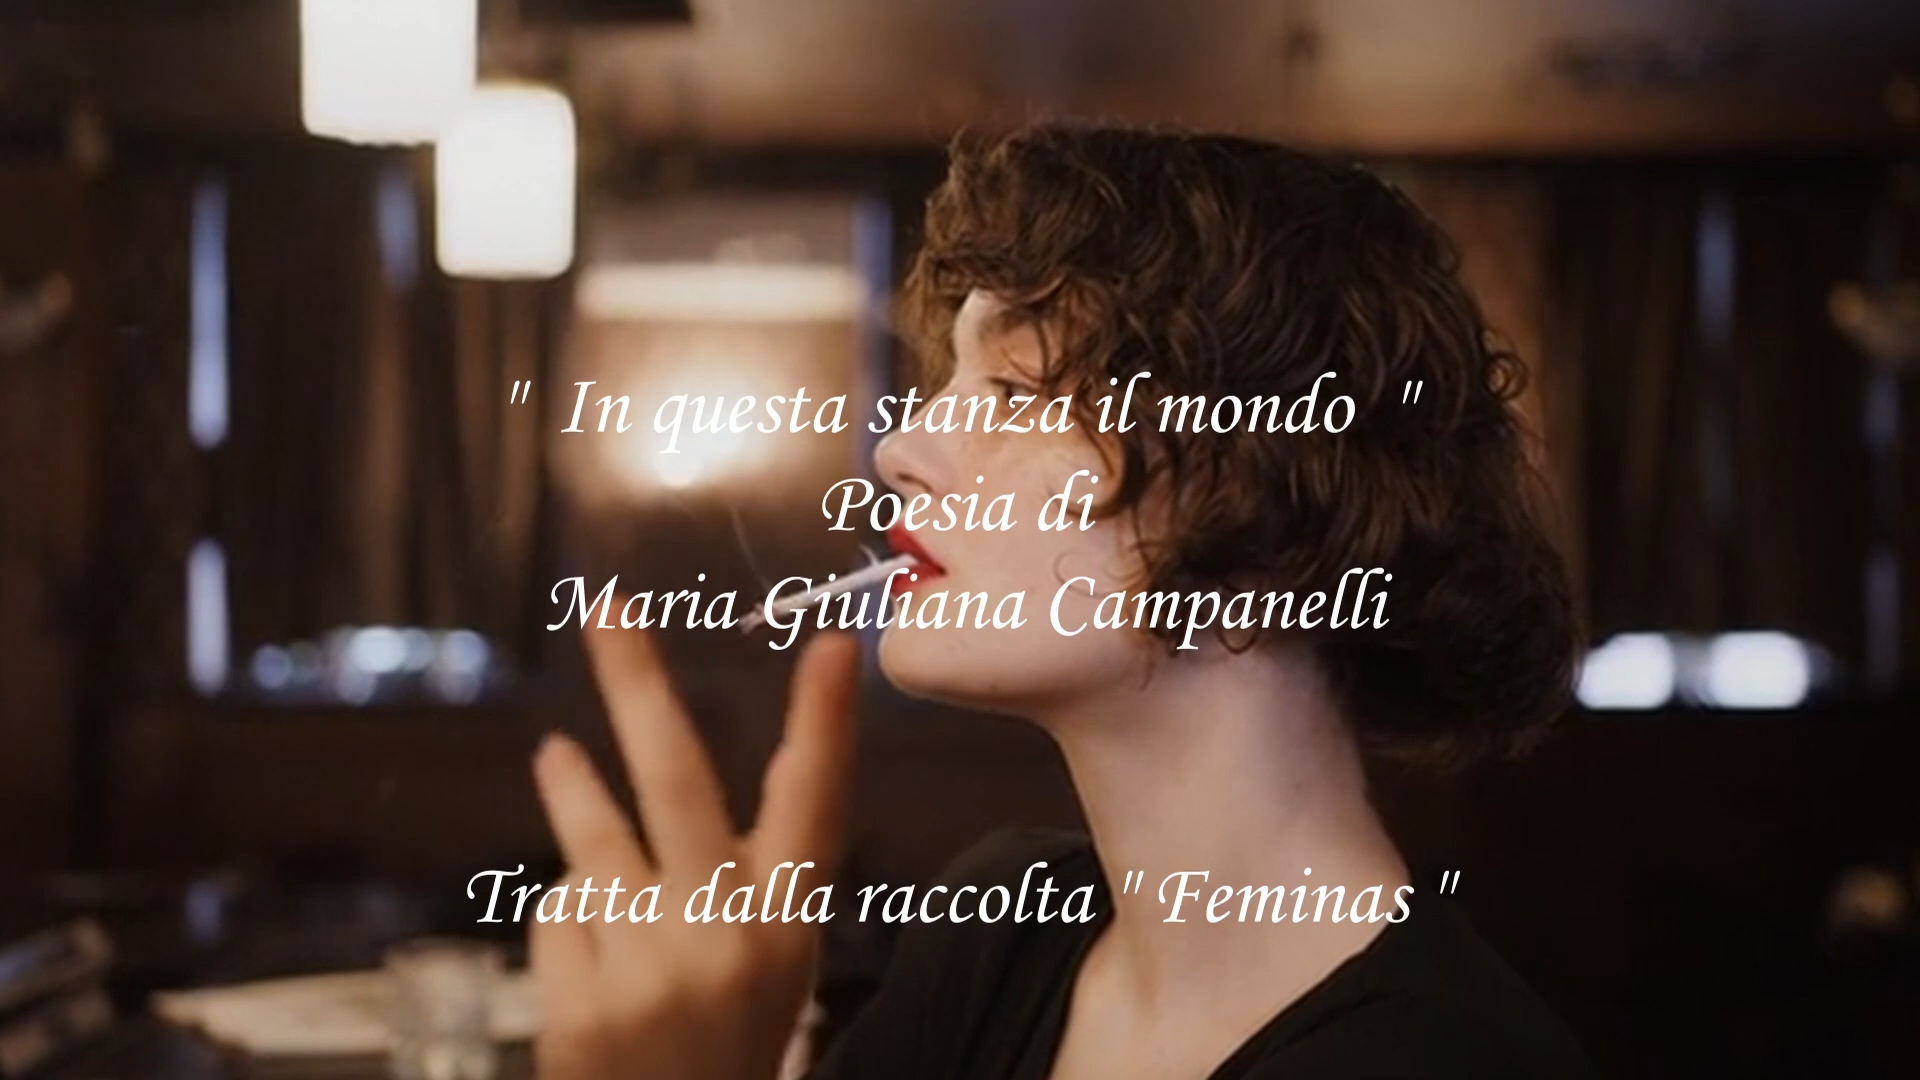 " In questa stanza il mondo "
Poesia di
Maria Giuliana Campanelli
Tratta dalla raccolta " Feminas "